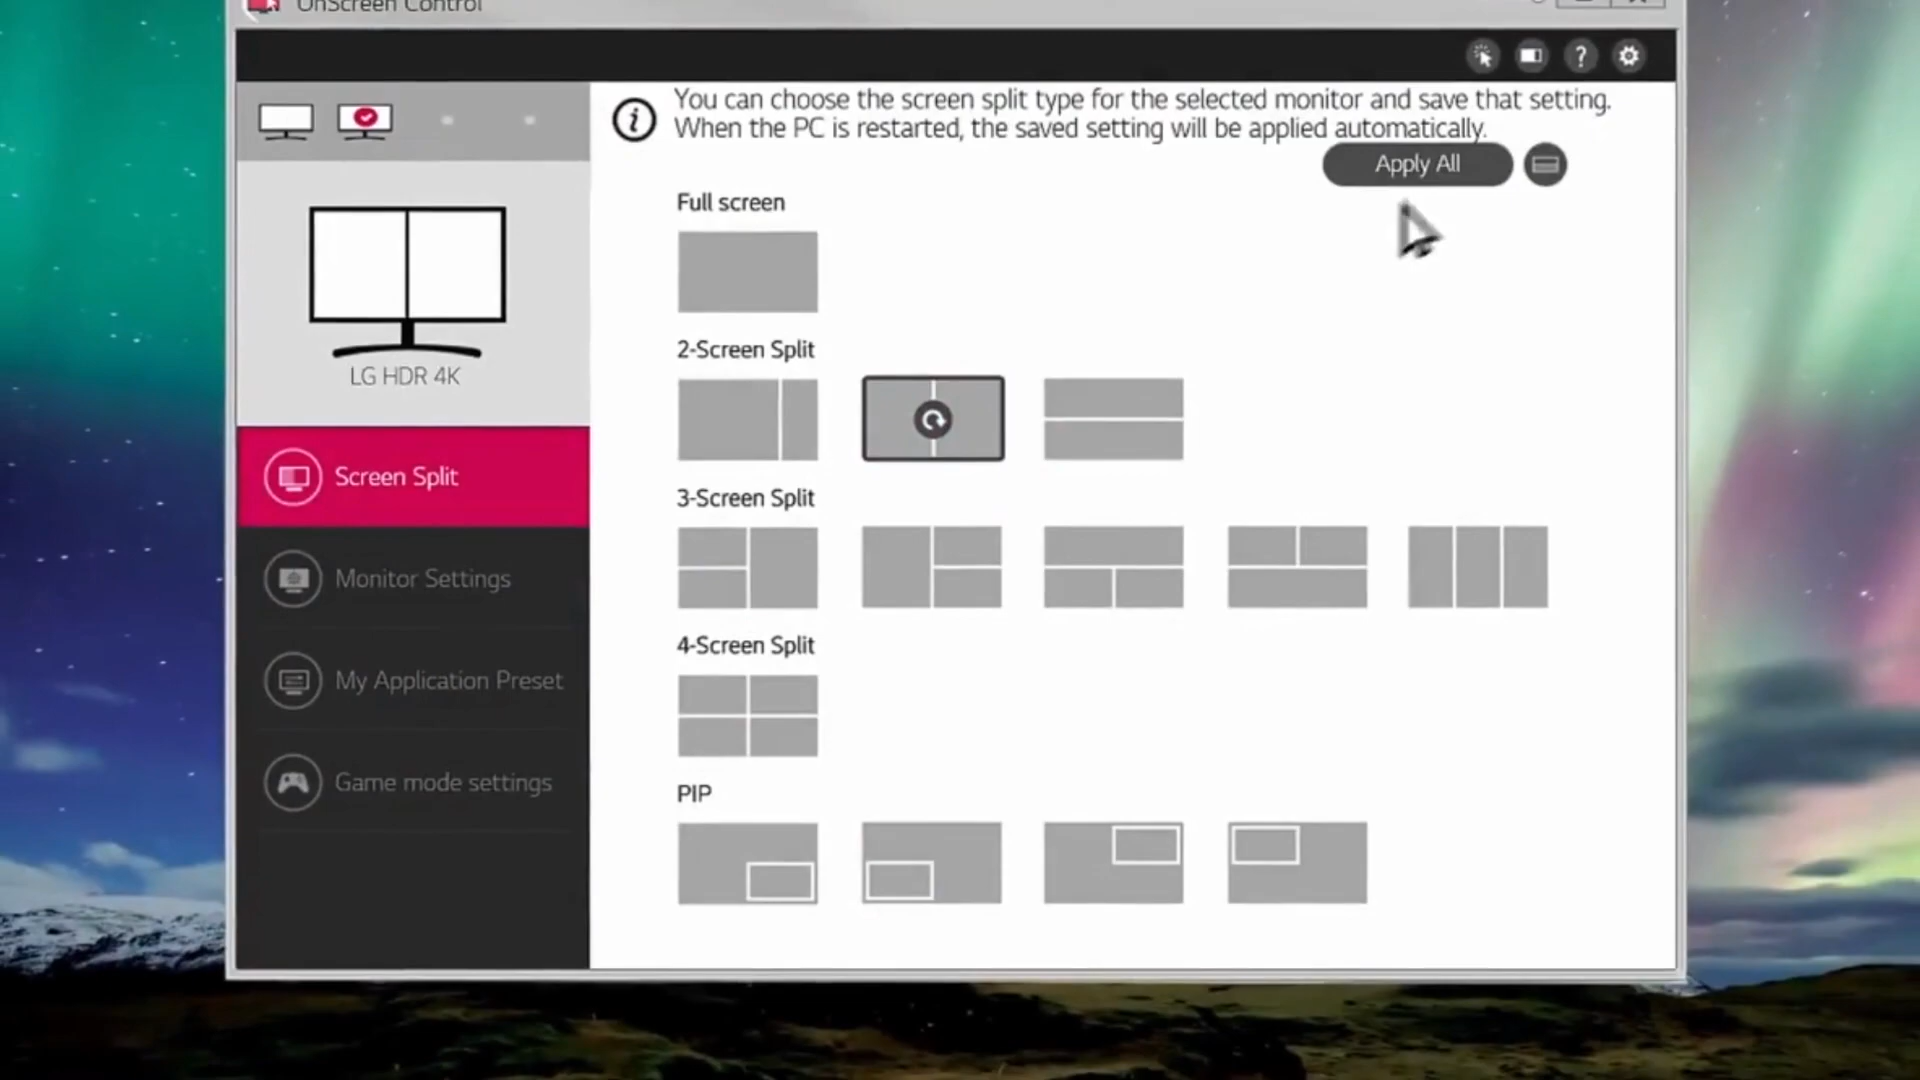 OnScreen Control
You can choose the screen split type for the selected monitor and save that setting.
When the PC is restarted, the saved setting will be applied automatically.
Apply All
LG HDR 4K
Screen Split
Monitor Settings
My Application Preset
Game mode settings
Full screen
2-Screen Split
3-Screen Split
4-Screen Split
PIP